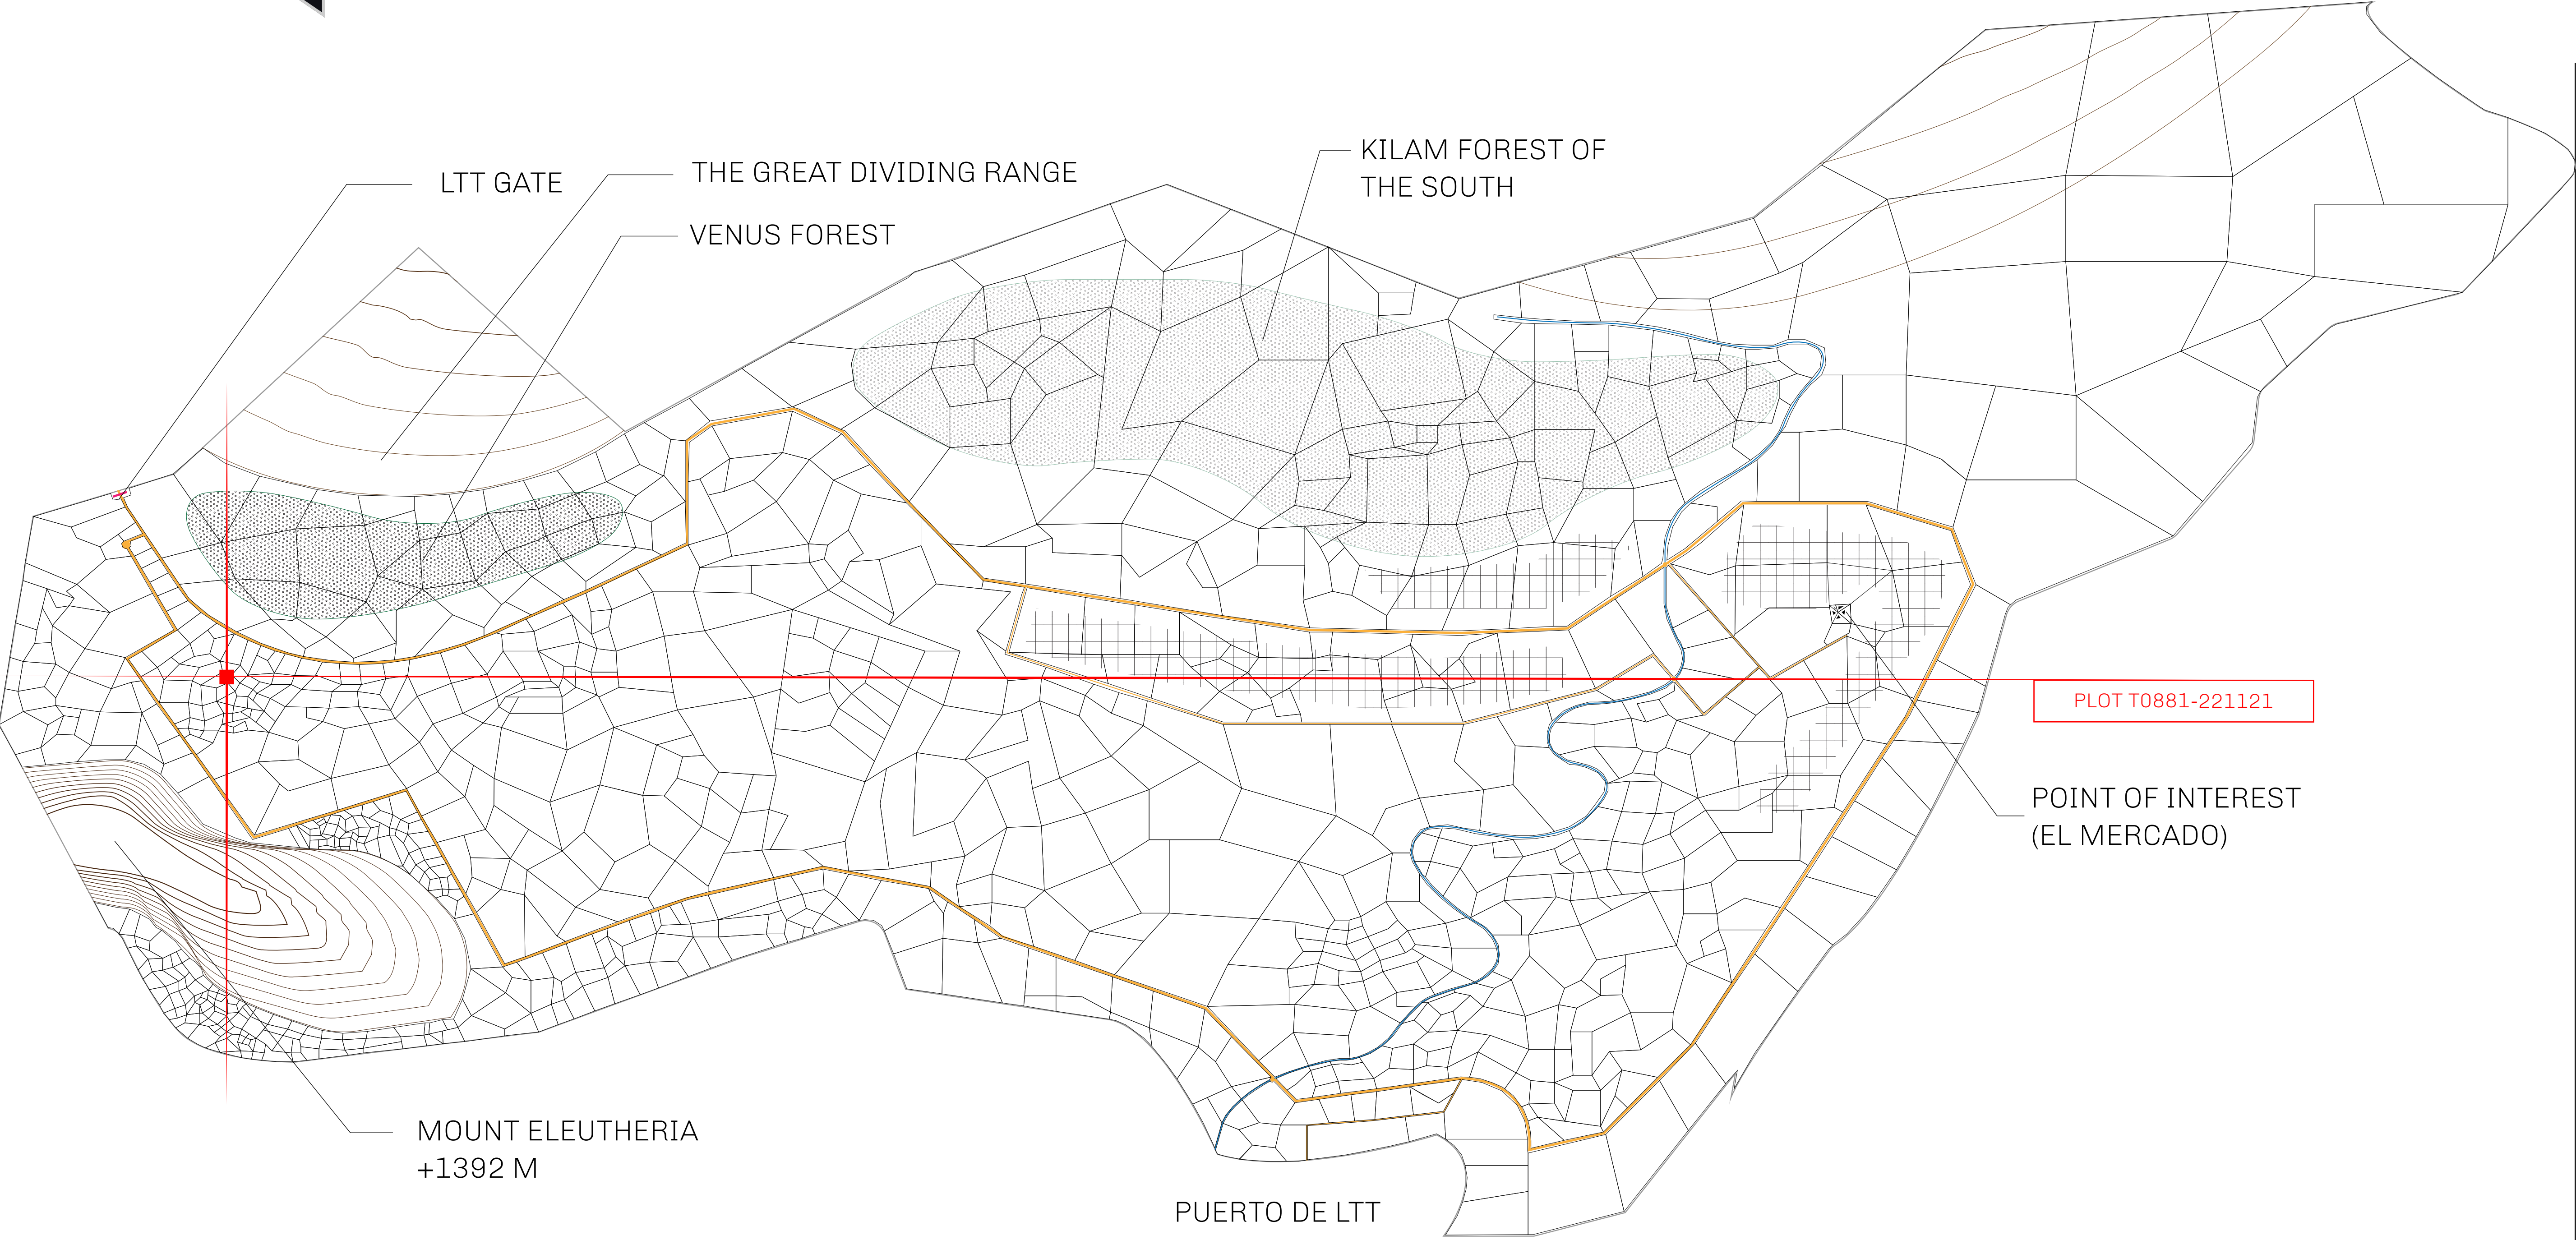 LTT GATE
THE GREAT DIVIDING RANGE
VENUS FOREST
KILAM FOREST OF
THE SOUTH
PLOT T0881-221121
POINT OF INTEREST
(EL MERCADO)
MOUNT ELEUTHERIA
+1392 M
PUERTO DE LTT